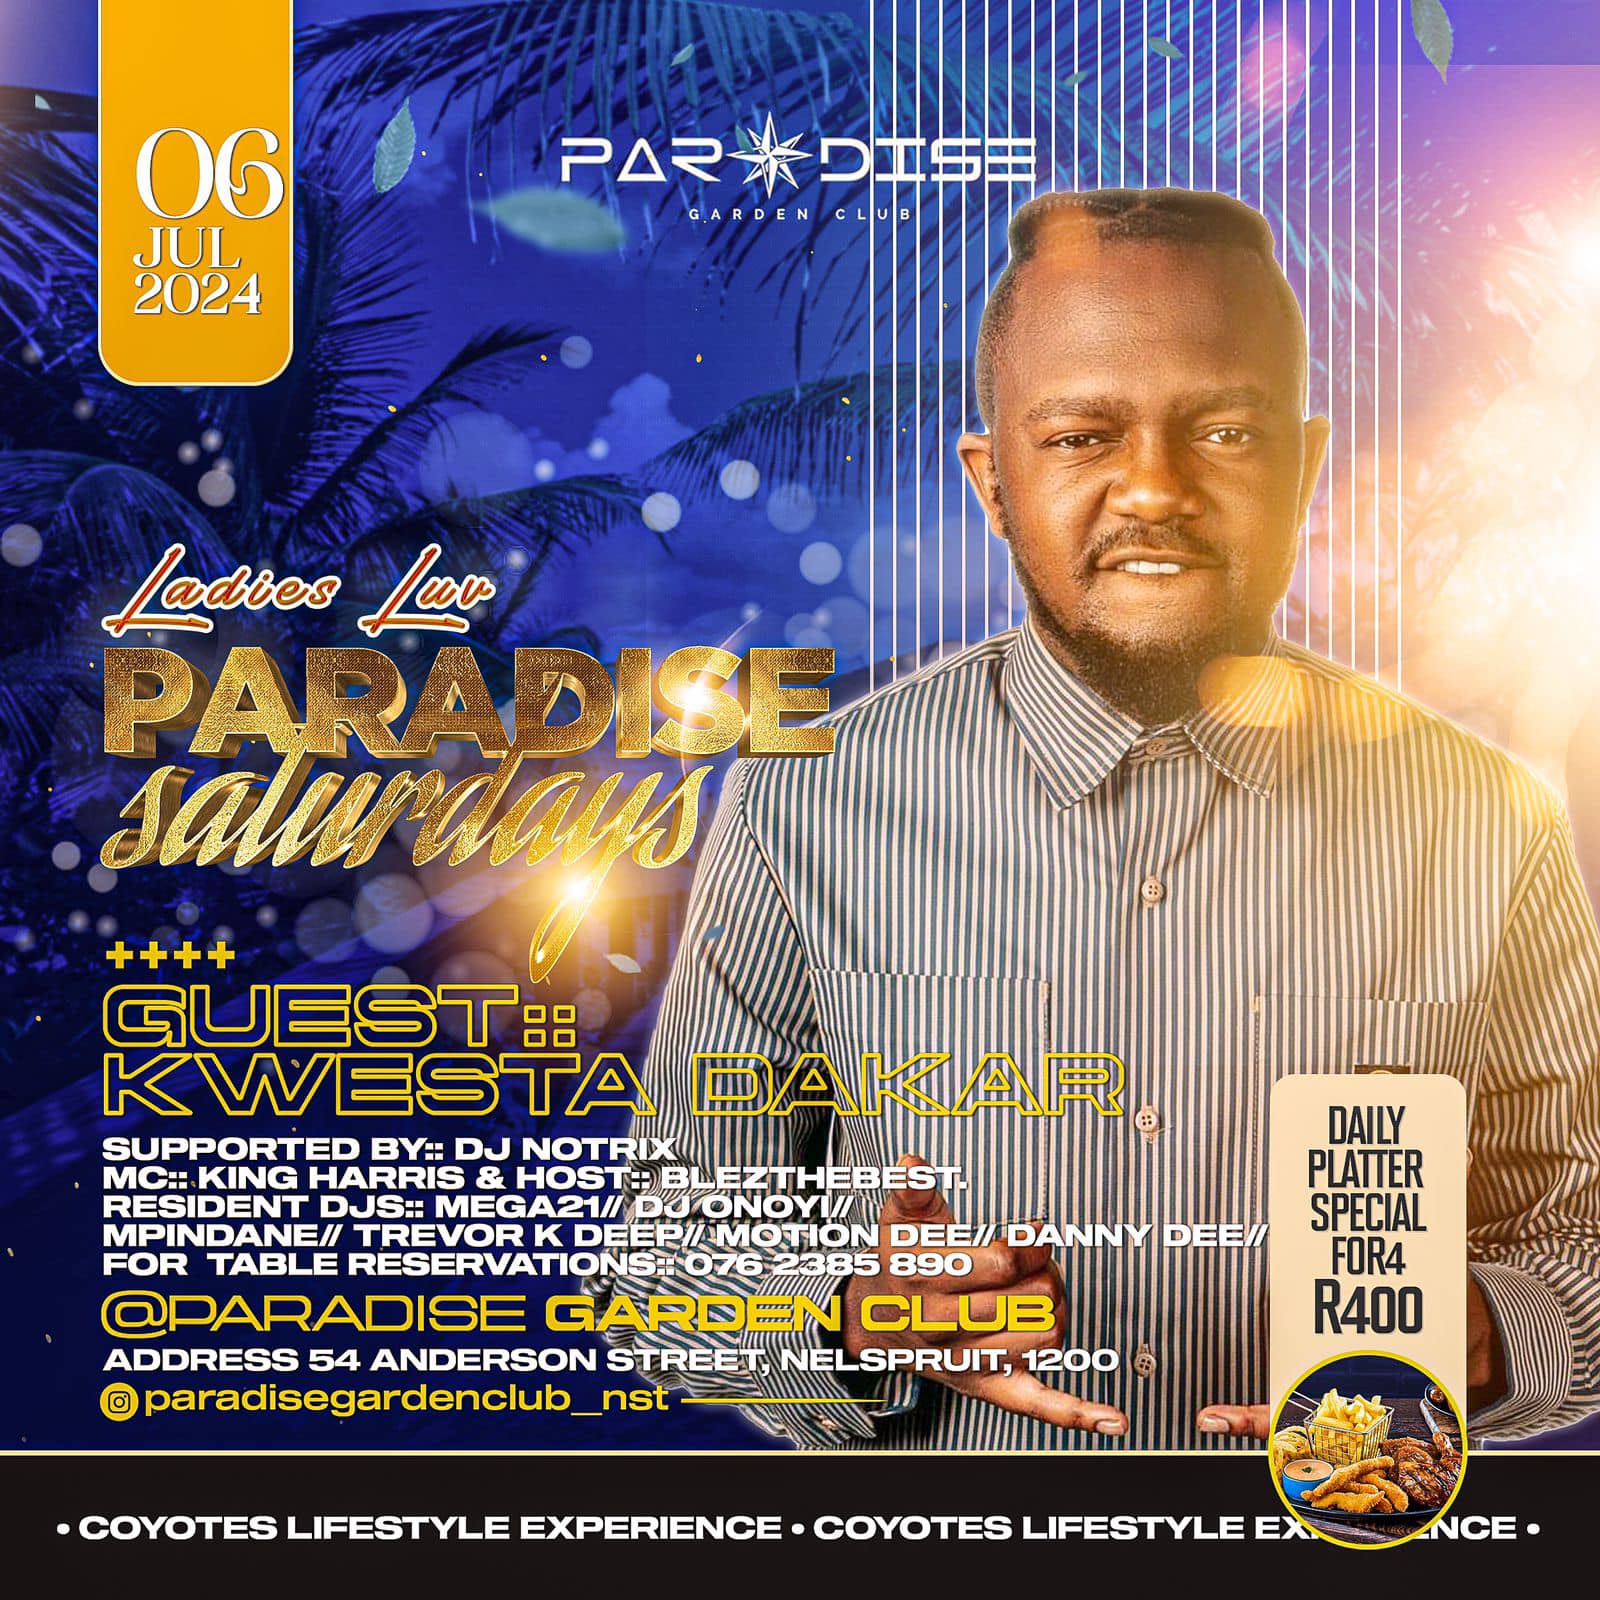 06
JUL
2024
PARADISE
GARDEN CLUB
Ladies Luv
PARADISE
saturdays
++++
GUEST::
KWESTA DAKAR
SUPPORTED BY:: DJ NOTRIX
MC:: KING HARRIS & HOST:: BLEZTHEBEST.
RESIDENT DJS:: MEGA21// DJ ONOYI//
MPINDANE// TREVOR K DEEP// MOTION DEE// DANNY DEE//
FOR TABLE RESERVATIONS:: 076 2385 890
@PARADISE GARDEN CLUB
ADDRESS 54 ANDERSON STREET, NELSPRUIT, 1200
paradisegardenclub_nst
DAILY
PLATTER
SPECIAL
FOR4
R400
• COYOTES LIFESTYLE EXPERIENCE • COYOTES LIFESTYLE EX NCE •